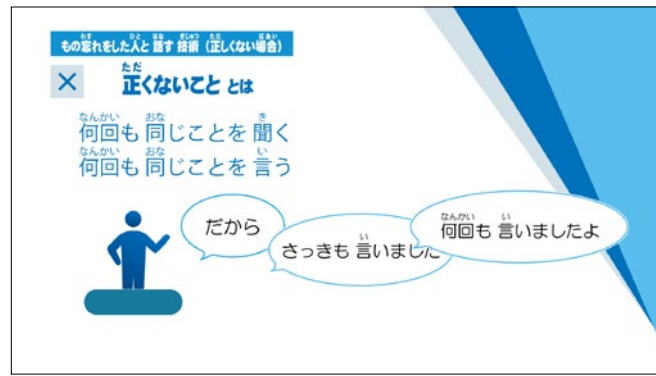 もの忘れをした人と 話す 技術（正しくない場合）
× 正くないこと とは
何回も 同じことを 聞く
何回も 同じことを 言う
だから
さっきも 言いました
何回も 言いましたよ